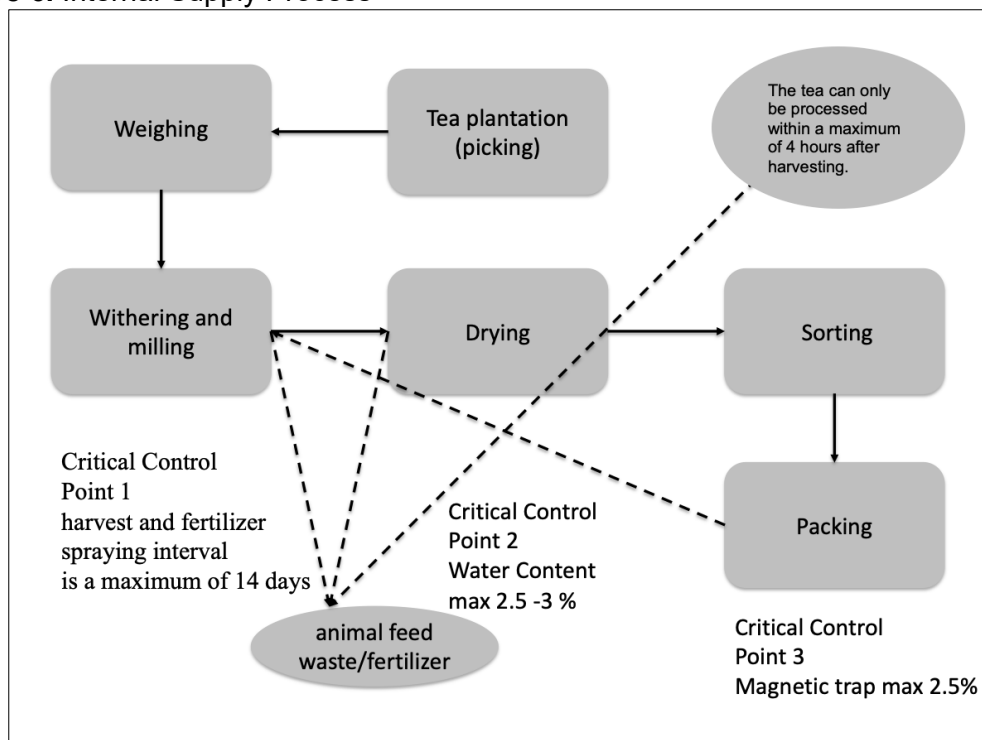 Internal Supply Process
Weighing
Tea plantation
(picking)
The tea can only
be processed
within a maximum
of 4 hours after
harvesting.
Withering and
milling
Drying
Sorting
Critical Control
Point 1
harvest and fertilizer
spraying interval
is a maximum of 14 days
Critical Control
Point 2
Water Content
max 2.5 -3 %
Packing
animal feed
waste/fertilizer
Critical Control
Point 3
Magnetic trap max 2.5%